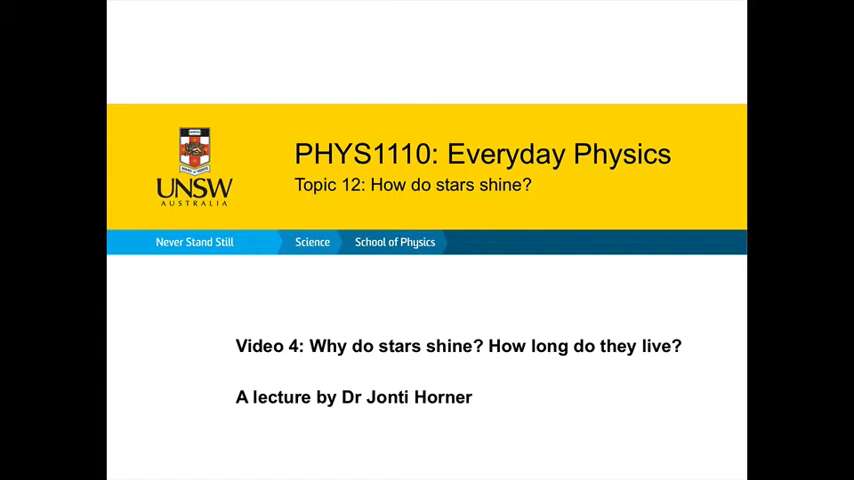 PHYS1110: Everyday Physics
Topic 12: How do stars shine?
UNSW
AUSTRALIA
Never Stand Still
Science
School of Physics
Video 4: Why do stars shine? How long do they live?
A lecture by Dr Jonti Horner